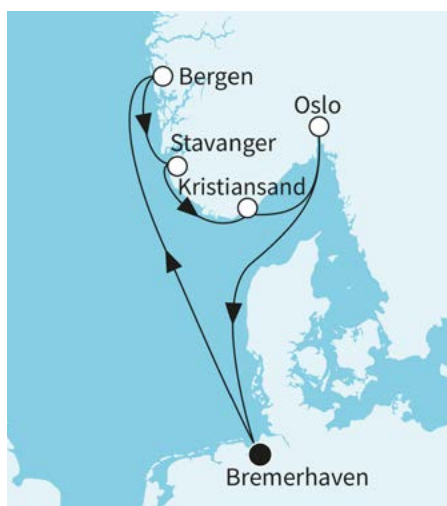 Bergen
Oslo
Stavanger
Kristiansand
Bremerhaven